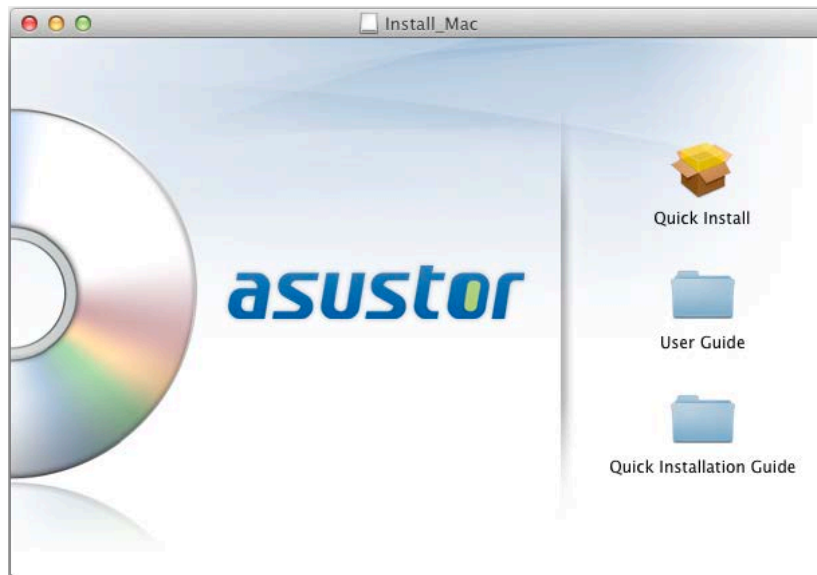 Install_Mac
Quick Install
asustor
User Guide
Quick Installation Guide